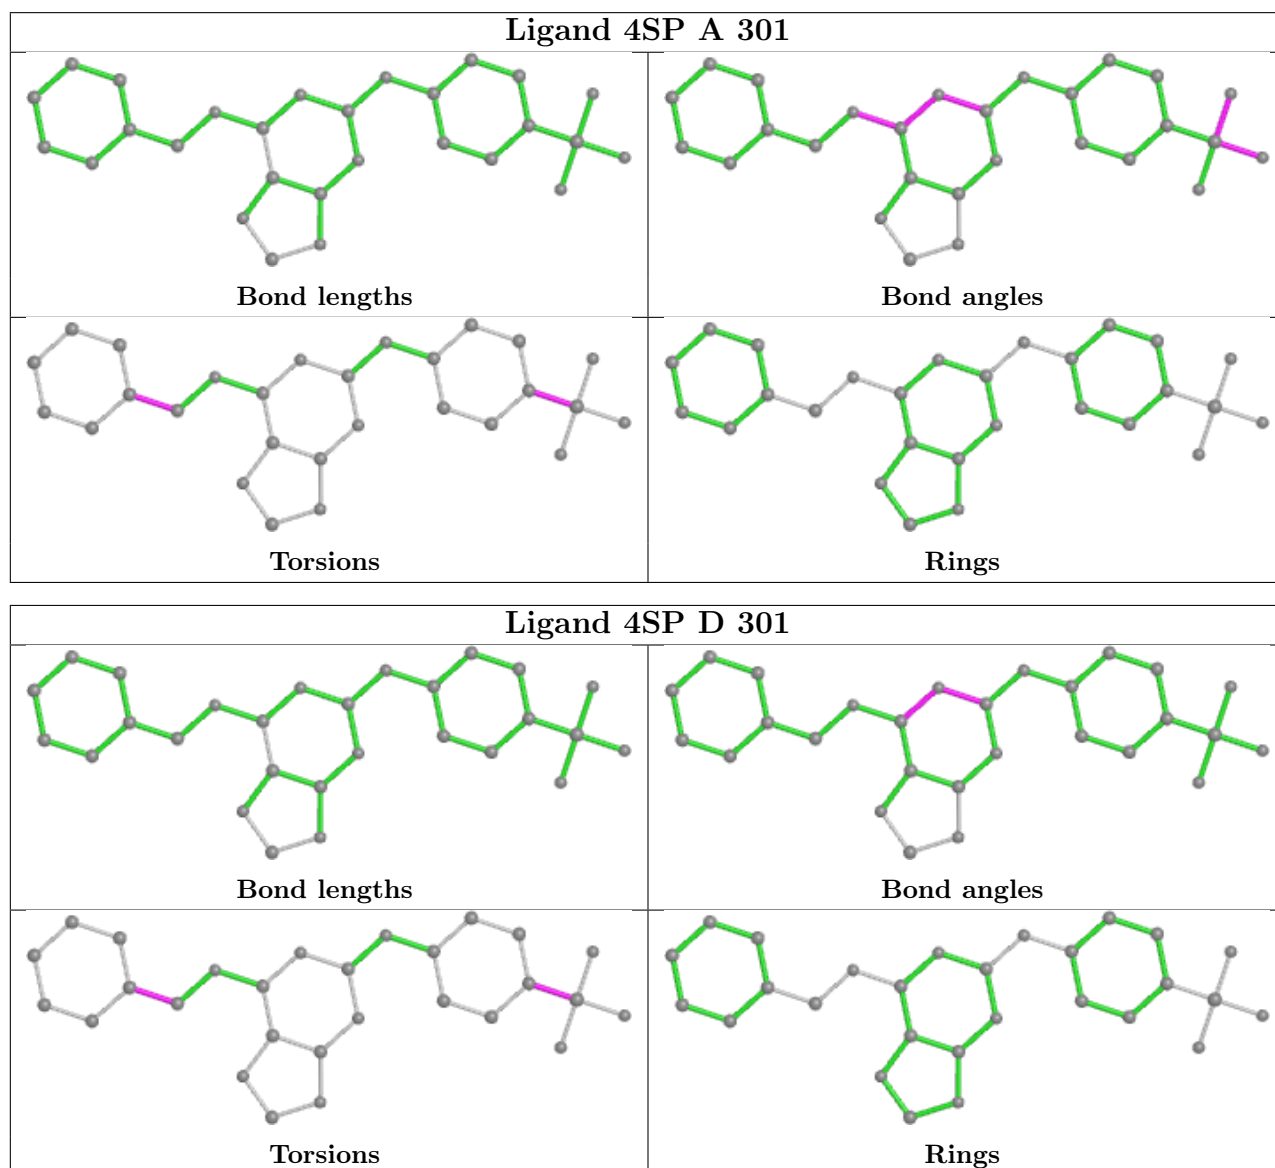 Ligand 4SP A 301
Bond lengths
Bond angles
Torsions
Rings
Ligand 4SP D 301
Bond lengths
Bond angles
Torsions
Rings